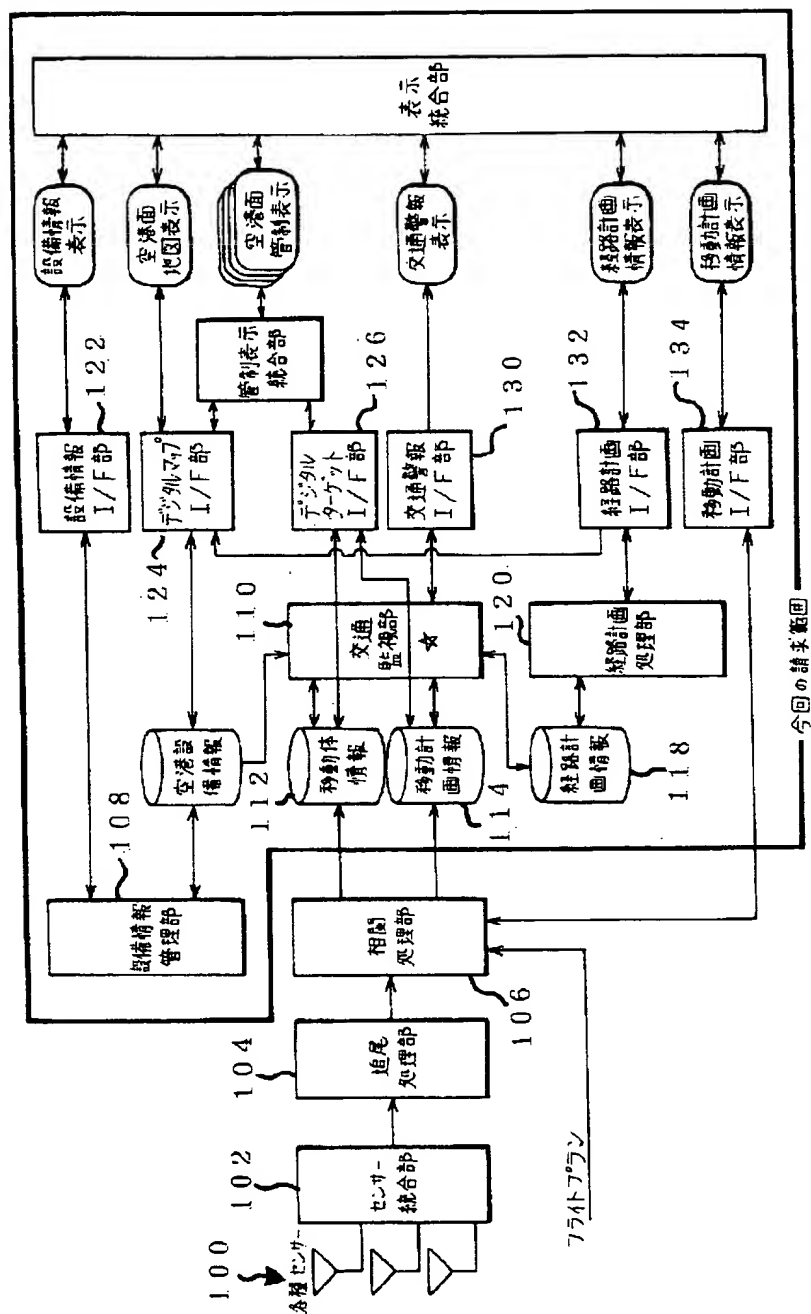 100
各種センサー
102
センサー
統合部
104
追尾
処理部
フライトプラン
106
相関
処理部
108
設備情報
管理部
空港設
備情報
112
移動体
情報
移動計
画情報
114
経路計
画情報
118
110
交通
監視部
☆
120
経路計画
処理部
設備情報
I/F部
122
124
デジタルマップ
I/F部
管制表示
統合部
デジタル
ターゲット
I/F部
126
交通警報
I/F部
130
経路計画
I/F部
132
移動計画
I/F部
134
設備情報
表示
空港面
地図表示
空港面
管制表示
交通警報
表示
経路計画
情報表示
移動計画
情報表示
表示
統合部
今回の請求範囲